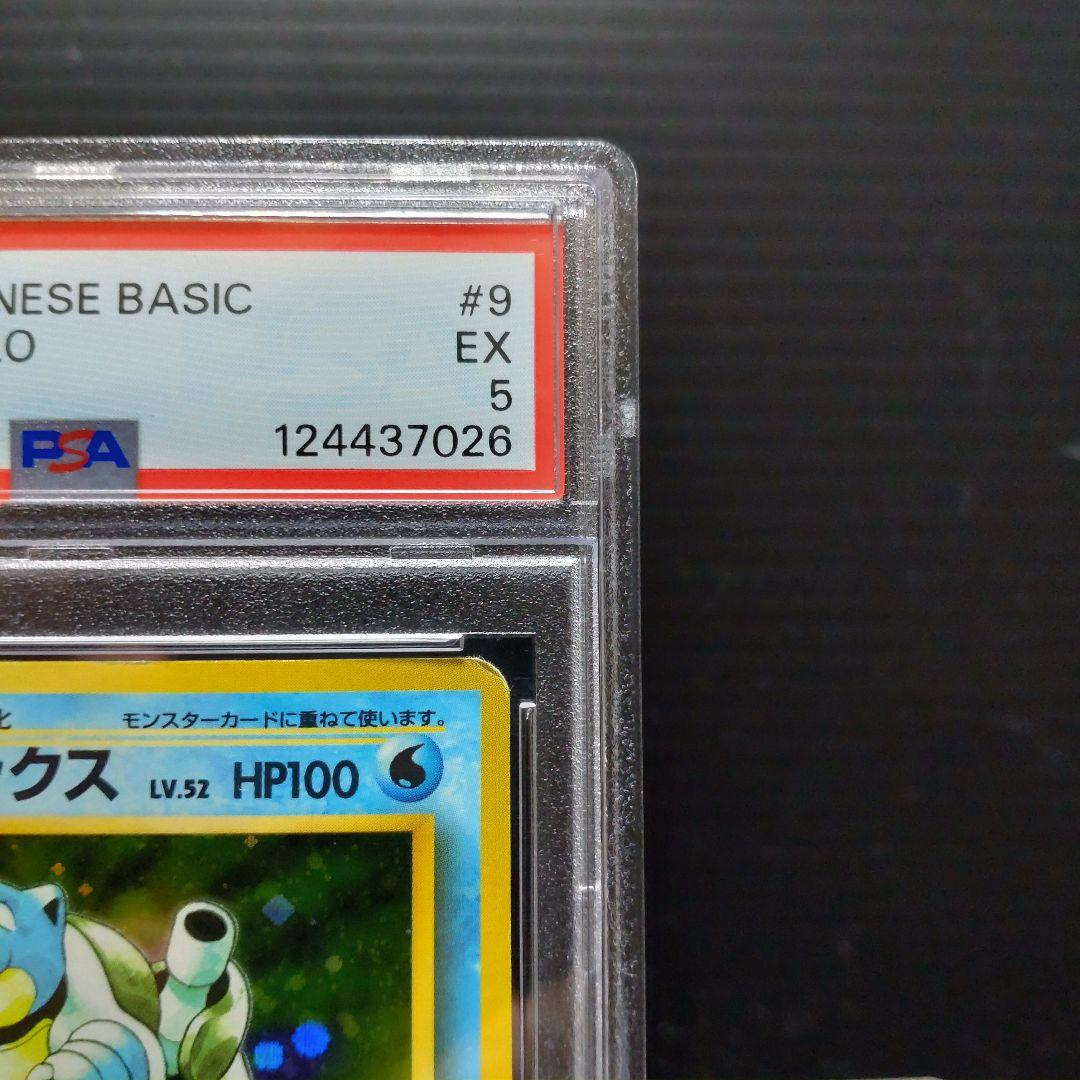 NESE BASIC #9
LO EX
5
PSA 124437026
モンスターカードに重ねて使います。
ックス LV.52 HP100